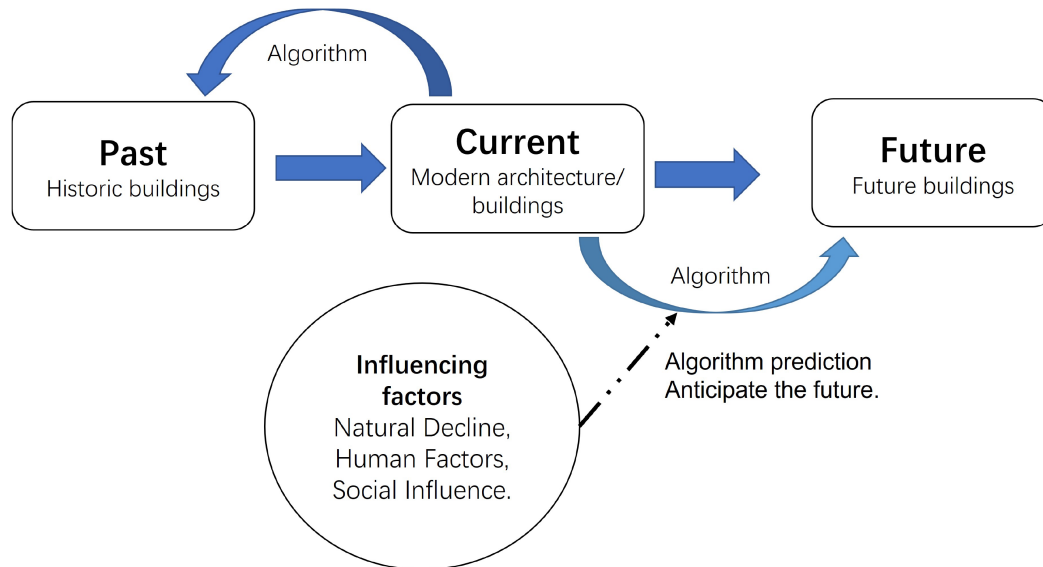 Algorithm
Past
Historic buildings
Current
Modern architecture/
buildings
Future
Future buildings
Algorithm
Influencing
factors
Natural Decline,
Human Factors,
Social Influence.
Algorithm prediction
Anticipate the future.